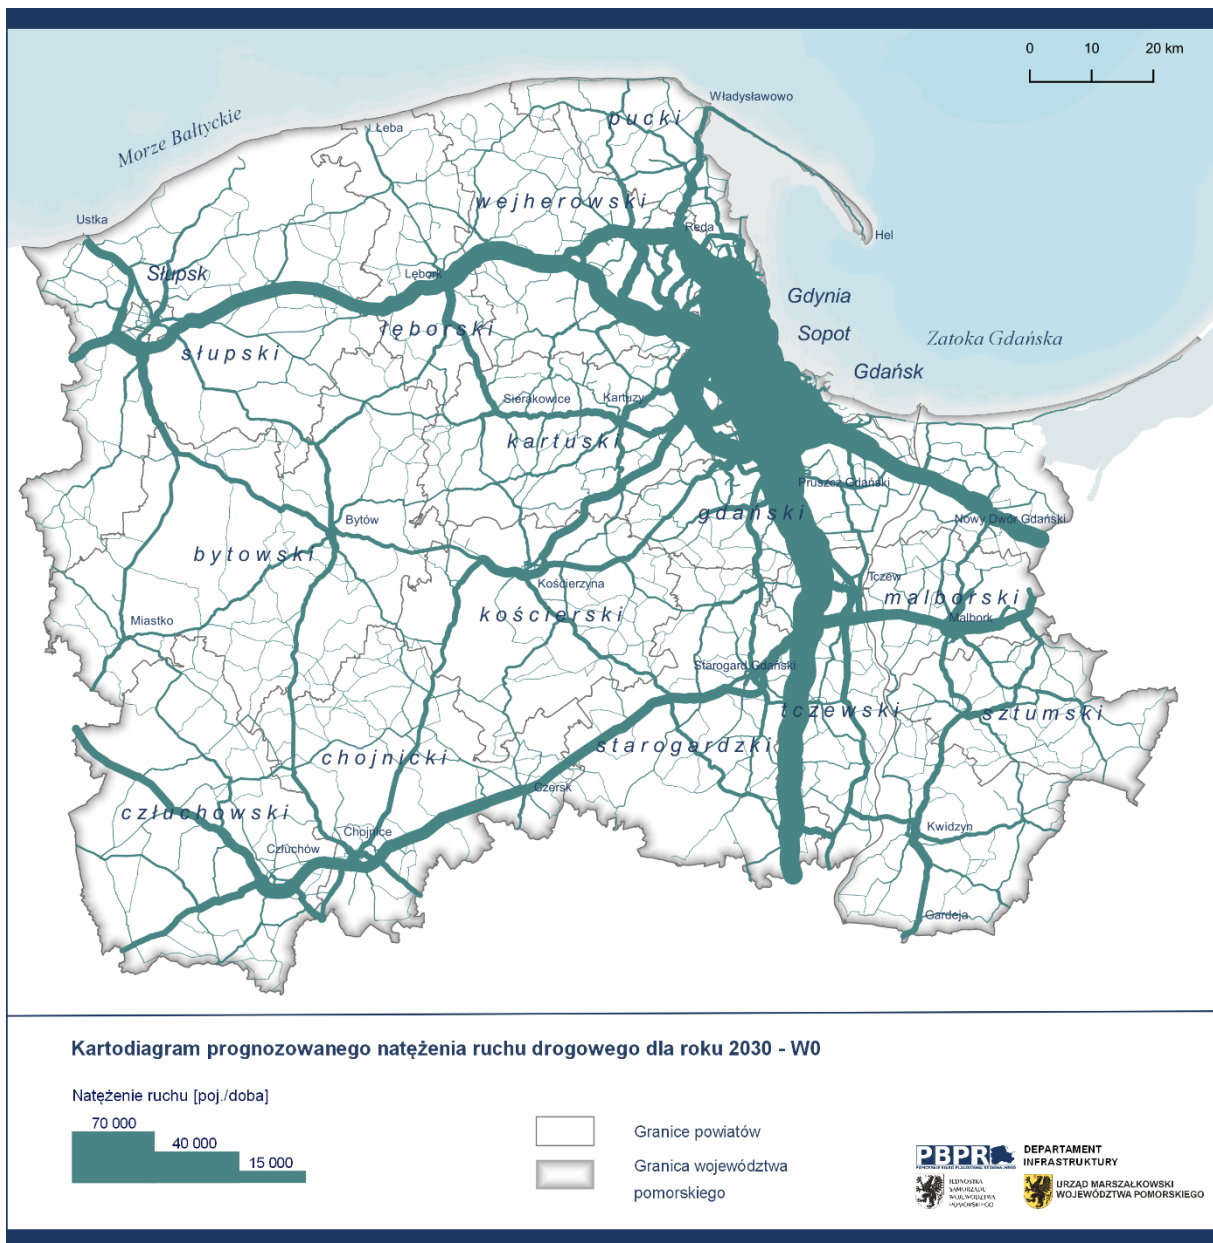 0 10 20 km
Władysławowo
pucki
Morze Bałtyckie
Łeba
wejherowski
Ustka
Reda
Hel
Słupsk
Lębork
Gdynia
lęborski
Sopot
Zatoka Gdańska
słupski
Gdańsk
Sierakowice
Kartuzy
kartuski
Pruszcz Gdański
gdański
Bytów
Nowy Dwór Gdański
bytowski
Kościerzyna
Tczew
malborski
kościerski
Miastko
Malbork
Starogard Gdański
tczewski
sztumski
starogardzki
chojnicki
Czersk
człuchowski
Chojnice
Kwidzyn
Człuchów
Gardeja
Kartodiagram prognozowanego natężenia ruchu drogowego dla roku 2030 - W0
Natężenie ruchu [poj./doba]
70 000
40 000
15 000
Granice powiatów
Granica województwa
pomorskiego
PBPR
DEPARTAMENT
INFRASTRUKTURY
JEDNOSTKA
SAMORZĄDU
WOJEWÓDZTWA
POMORSKIEGO
URZĄD MARSZAŁKOWSKI
WOJEWÓDZTWA POMORSKIEGO